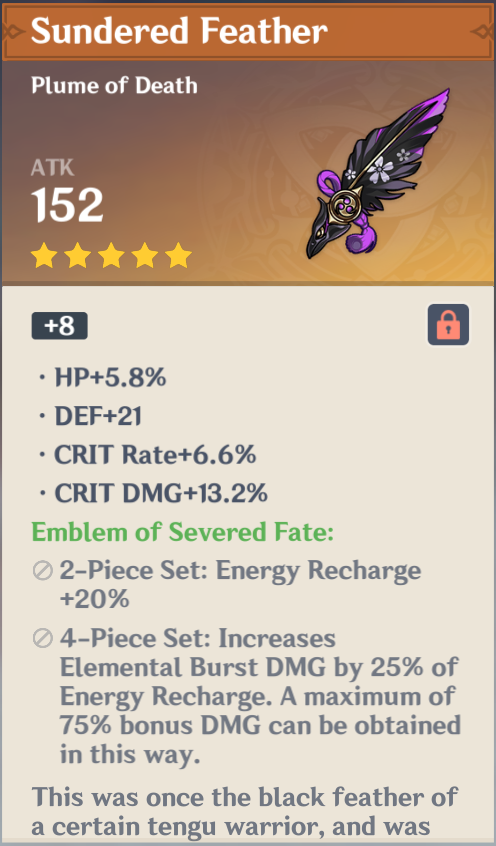 Sundered Feather
Plume of Death
ATK
152
+8
· HP+5.8%
· DEF+21
· CRIT Rate+6.6%
· CRIT DMG+13.2%
Emblem of Severed Fate:
2-Piece Set: Energy Recharge
+20%
4-Piece Set: Increases
Elemental Burst DMG by 25% of
Energy Recharge. A maximum of
75% bonus DMG can be obtained
in this way.
This was once the black feather of
a certain tengu warrior, and was